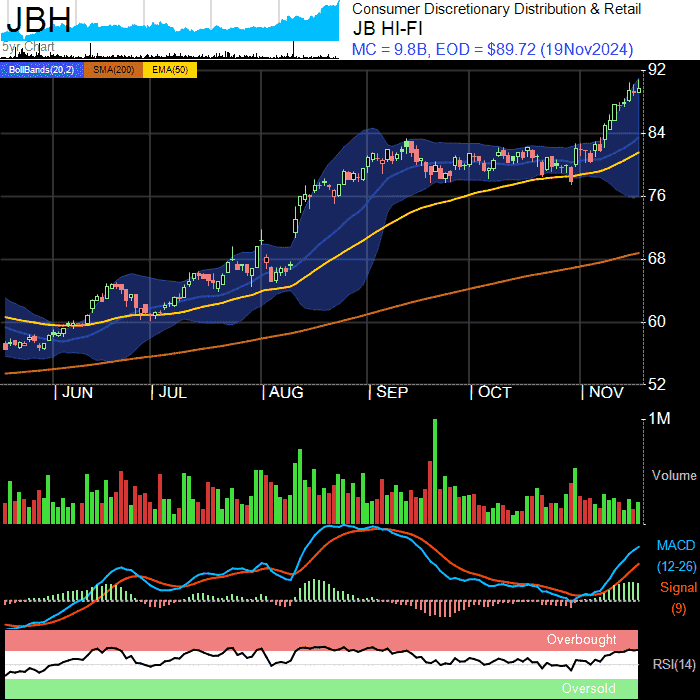 JBH
5yr Chart
Consumer Discretionary Distribution & Retail
JB HI-FI
MC = 9.8B, EOD = $89.72 (19Nov2024)
BollBands(20,2) SMA(200) EMA(50)
92
84
76
68
60
52
JUN JUL AUG SEP OCT NOV
1M
Volume
MACD
(12-26)
Signal
(9)
Overbought
RSI(14)
Oversold